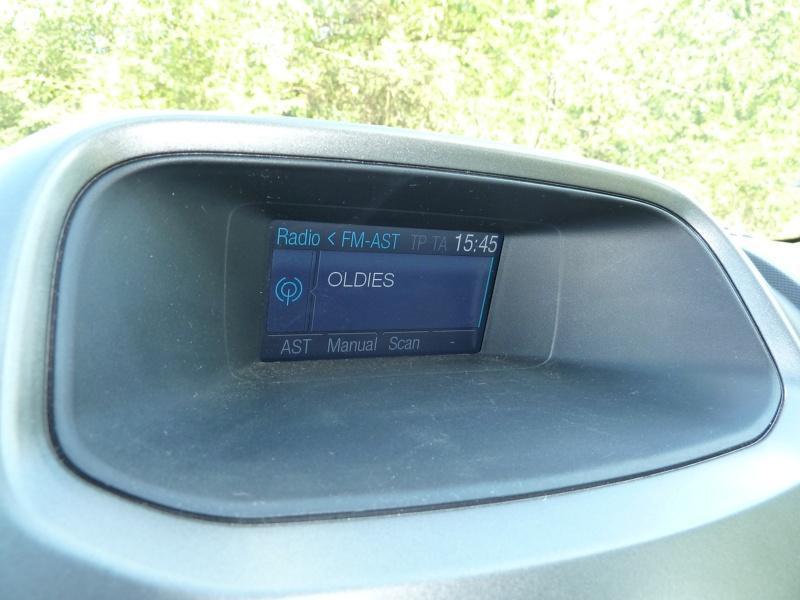 Radio < FM-AST TP TA 15:45
OLDIES
AST Manual Scan -